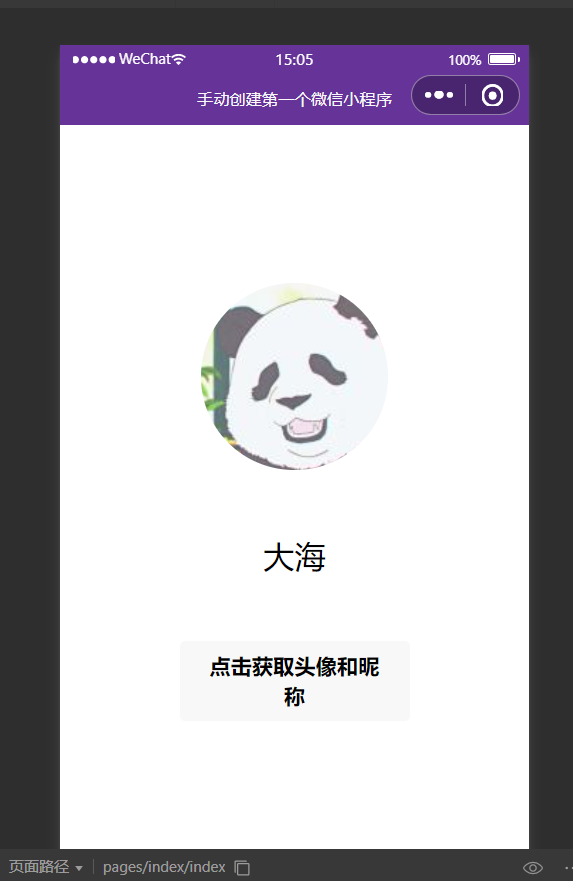 WeChat 15:05 100%
手动创建第一个微信小程序
大海
点击获取头像和昵
称
页面路径 pages/index/index